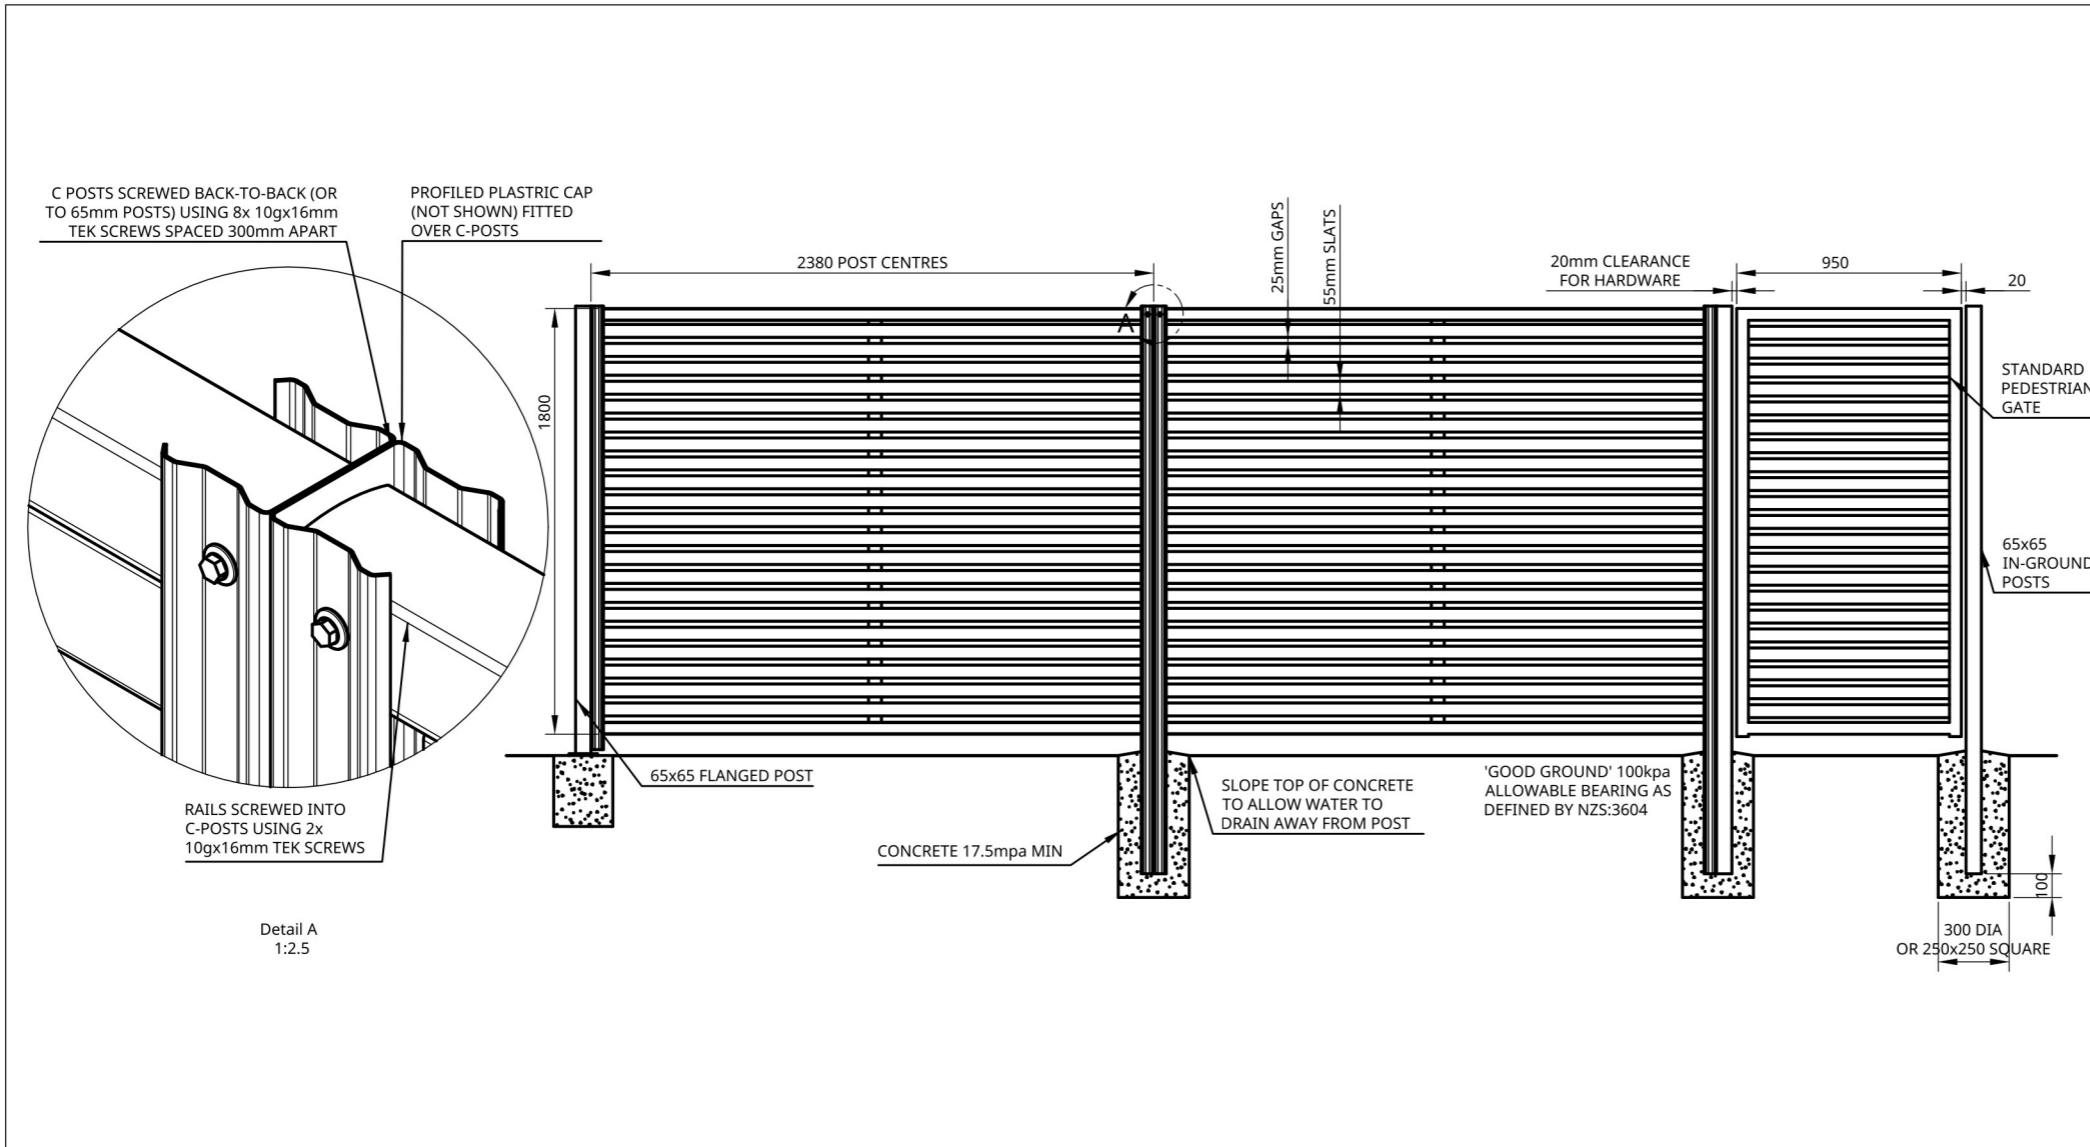 C POSTS SCREWED BACK-TO-BACK (OR
TO 65mm POSTS) USING 8x 10gx16mm
TEK SCREWS SPACED 300mm APART
PROFILED PLASTRIC CAP
(NOT SHOWN) FITTED
OVER C-POSTS
2380 POST CENTRES
25mm GAPS
55mm SLATS
20mm CLEARANCE
FOR HARDWARE
950
20
A
1800
STANDARD
PEDESTRIAN
GATE
65x65
IN-GROUND
POSTS
65x65 FLANGED POST
SLOPE TOP OF CONCRETE
TO ALLOW WATER TO
DRAIN AWAY FROM POST
'GOOD GROUND' 100kpa
ALLOWABLE BEARING AS
DEFINED BY NZS:3604
RAILS SCREWED INTO
C-POSTS USING 2x
10gx16mm TEK SCREWS
CONCRETE 17.5mpa MIN
100
300 DIA
OR 250x250 SQUARE
Detail A
1:2.5